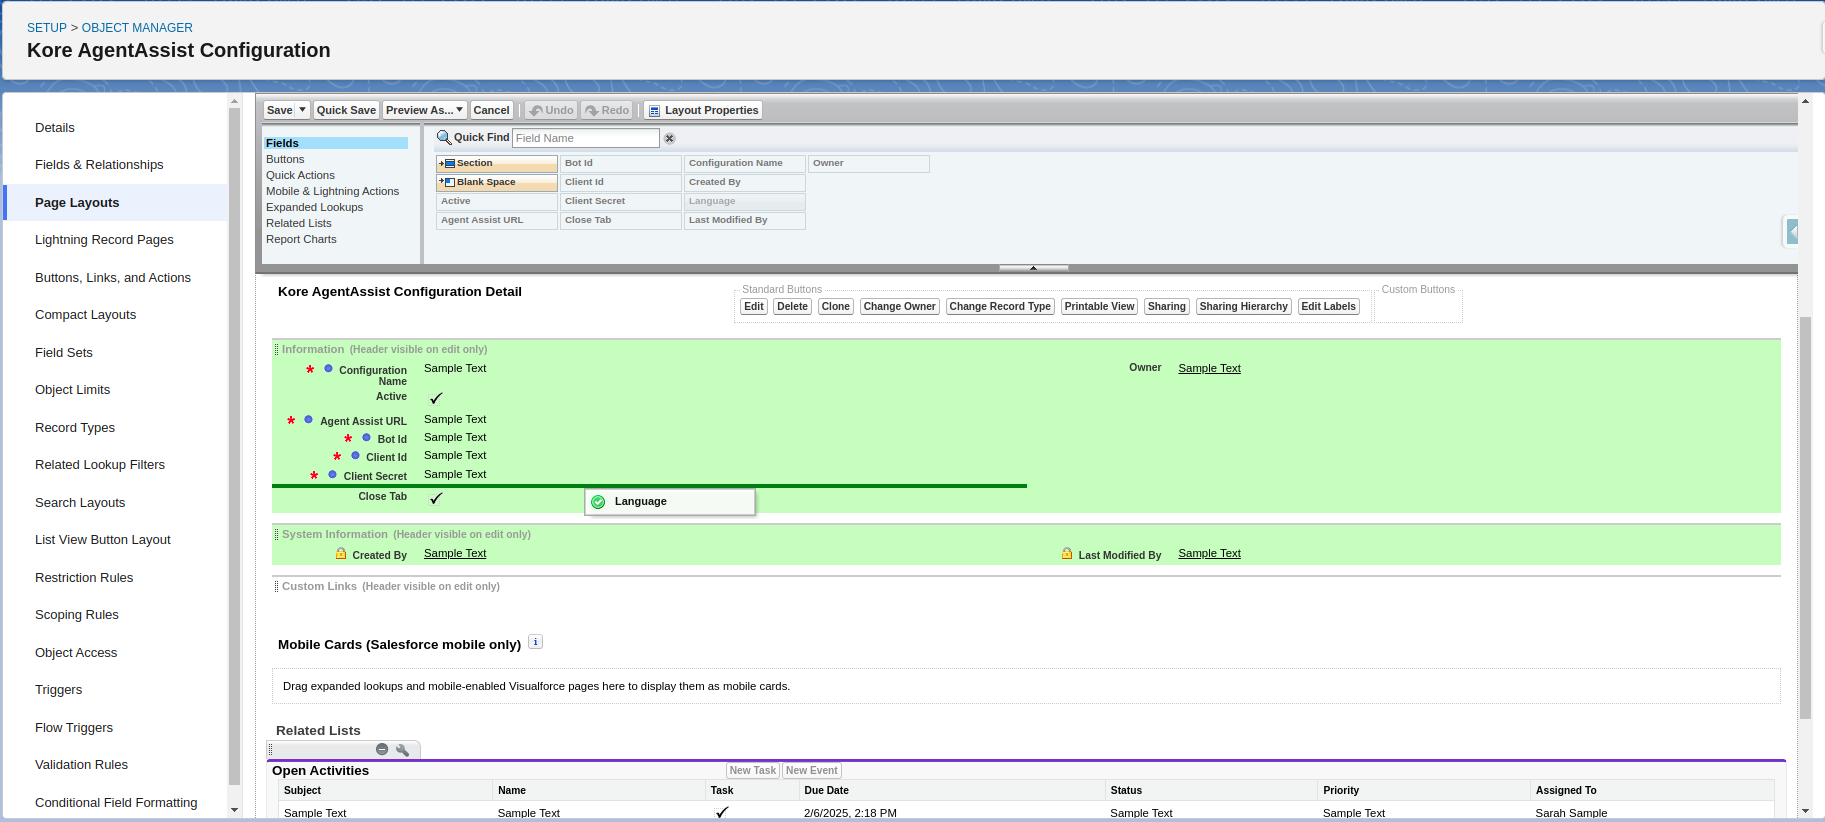 SETUP > OBJECT MANAGER
Kore AgentAssist Configuration
Details
Fields & Relationships
Page Layouts
Lightning Record Pages
Buttons, Links, and Actions
Compact Layouts
Field Sets
Object Limits
Record Types
Related Lookup Filters
Search Layouts
List View Button Layout
Restriction Rules
Scoping Rules
Object Access
Triggers
Flow Triggers
Validation Rules
Conditional Field Formatting
Save Quick Save Preview As... Cancel Undo Redo Layout Properties
Fields
Buttons
Quick Actions
Mobile & Lightning Actions
Expanded Lookups
Related Lists
Report Charts
Quick Find Field Name
Section Bot Id Configuration Name Owner
Blank Space Client Id Created By
Active Client Secret Language
Agent Assist URL Close Tab Last Modified By
Kore AgentAssist Configuration Detail
Standard Buttons
Edit Delete Clone Change Owner Change Record Type Printable View Sharing Sharing Hierarchy Edit Labels
Custom Buttons
Information (Header visible on edit only)
* Configuration Name Sample Text Owner Sample Text
Active
* Agent Assist URL Sample Text
* Bot Id Sample Text
* Client Id Sample Text
* Client Secret Sample Text
Close Tab
Language
System Information (Header visible on edit only)
Created By Sample Text Last Modified By Sample Text
Custom Links (Header visible on edit only)
Mobile Cards (Salesforce mobile only) i
Drag expanded lookups and mobile-enabled Visualforce pages here to display them as mobile cards.
Related Lists
Open Activities New Task New Event
Subject Name Task Due Date Status Priority Assigned To
Sample Text Sample Text 2/6/2025, 2:18 PM Sample Text Sample Text Sarah Sample